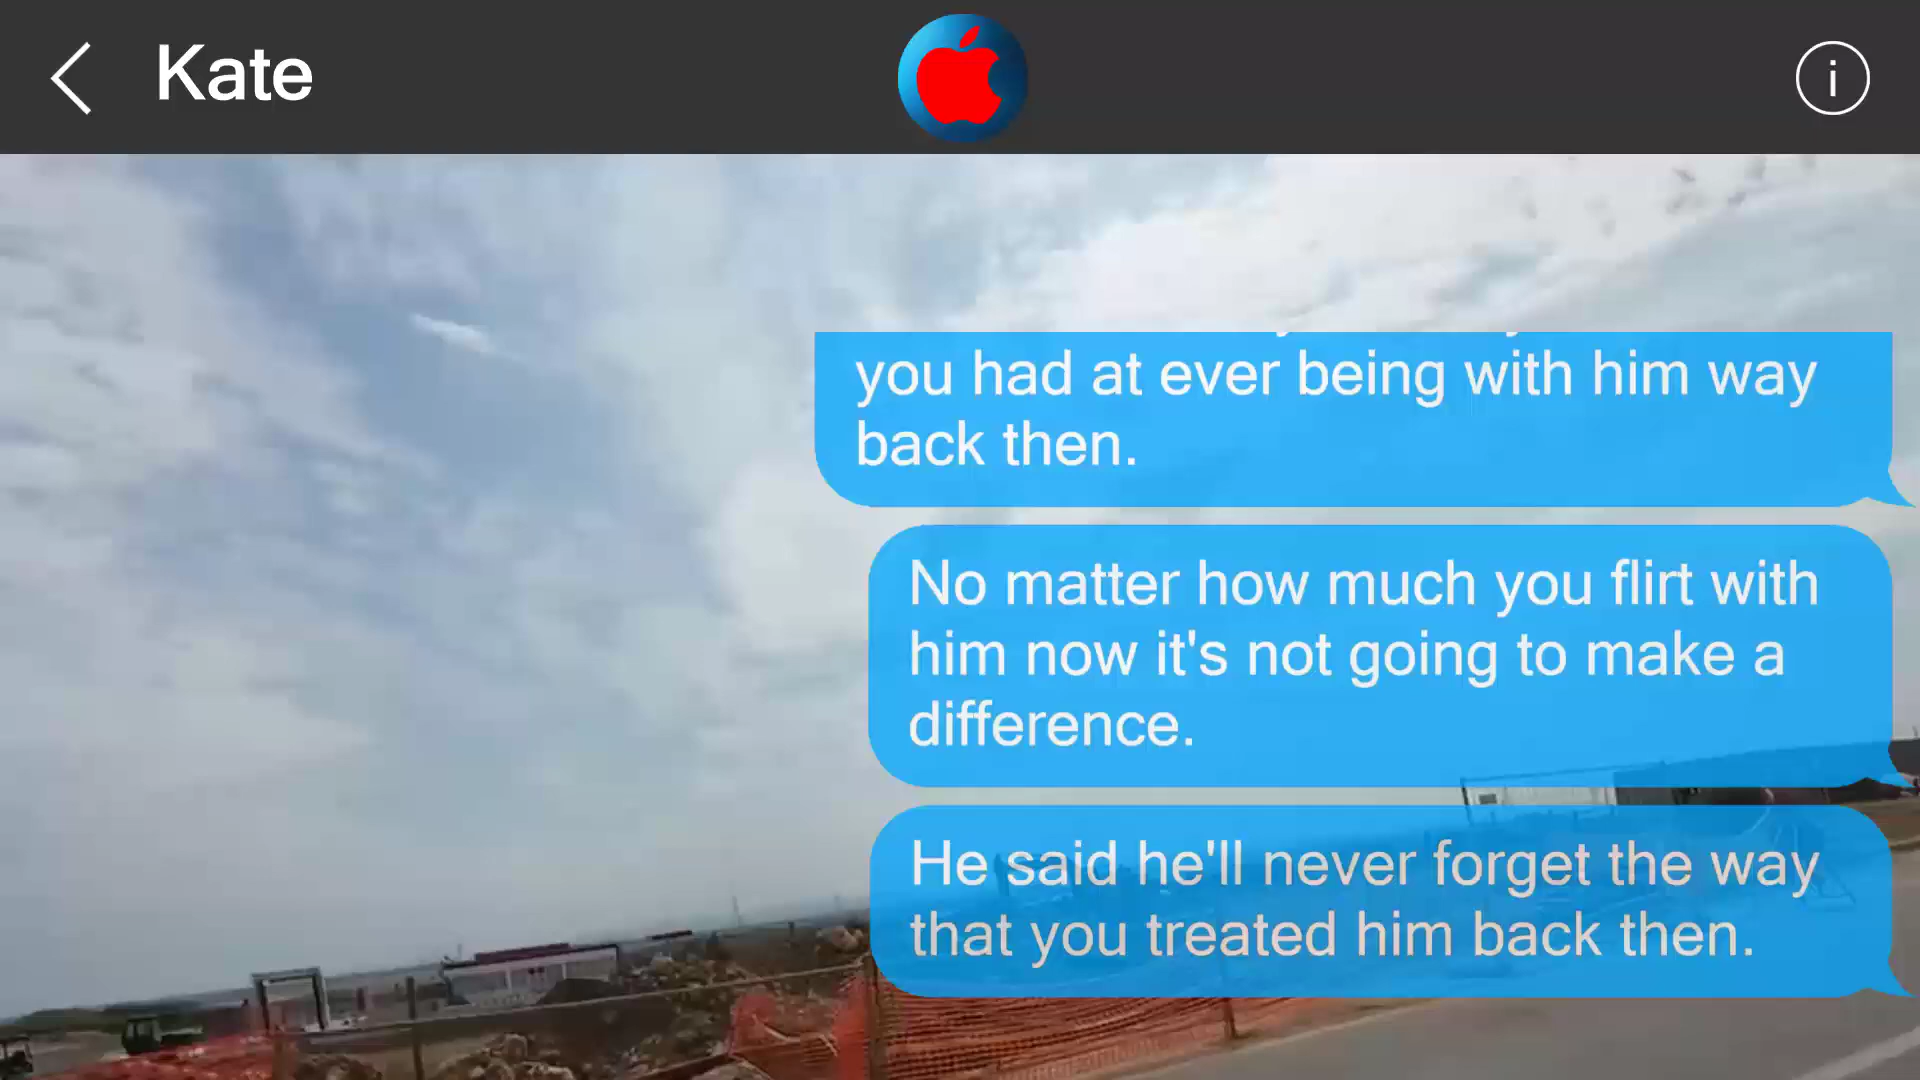 Kate
i
you had at ever being with him way
back then.
No matter how much you flirt with
him now it's not going to make a
difference.
He said he'll never forget the way
that you treated him back then.